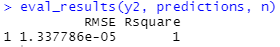 > eval_results(y2, predictions, n)
RMSE Rsquare
1 1.337786e-05 1